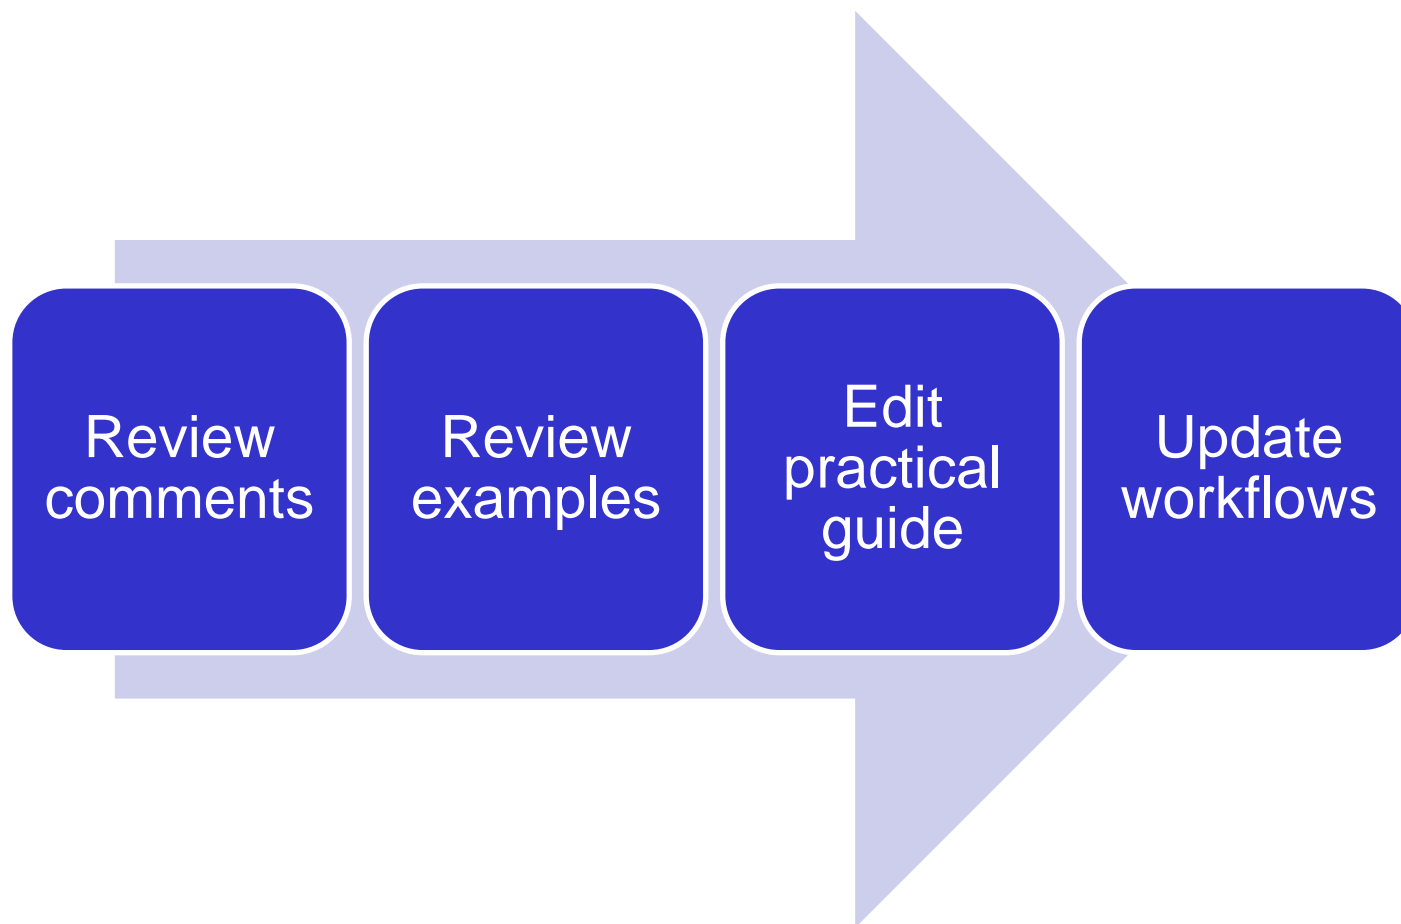 Review
comments
Review
examples
Edit
practical
guide
Update
workflows